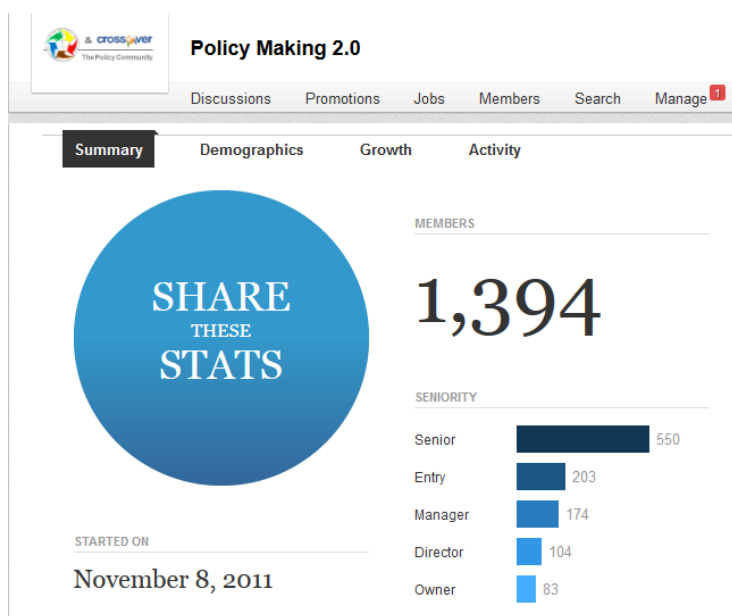 & crossover
The Policy Community
Policy Making 2.0
Discussions Promotions Jobs Members Search Manage 1
Summary Demographics Growth Activity
SHARE
THESE
STATS
STARTED ON
November 8, 2011
MEMBERS
1,394
SENIORITY
Senior 550
Entry 203
Manager 174
Director 104
Owner 83